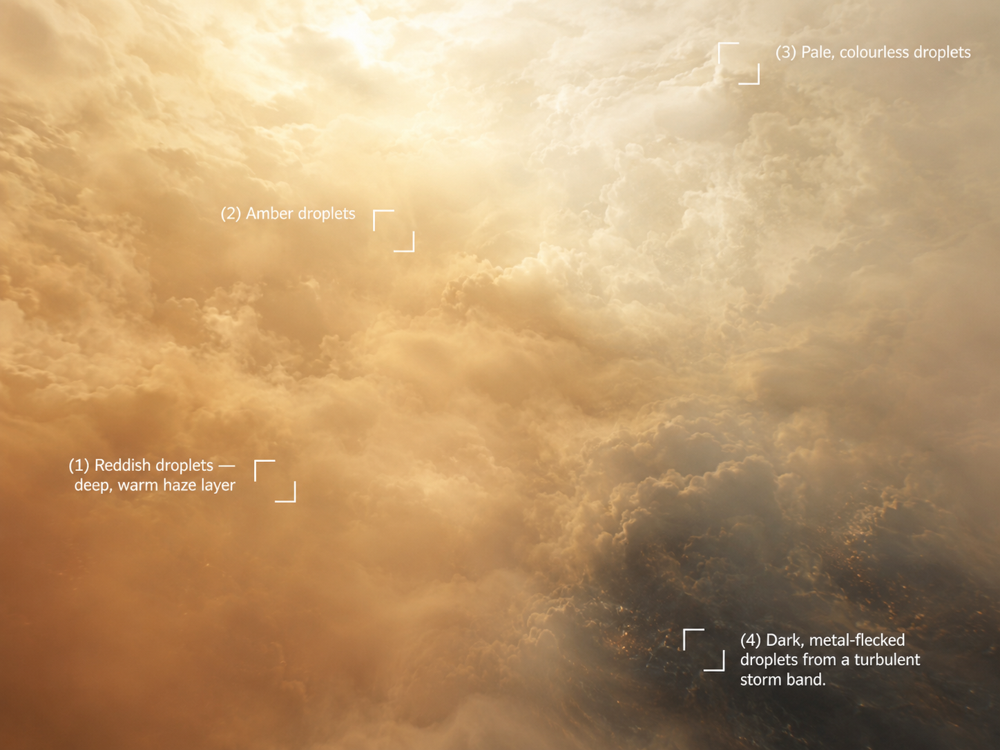 (3) Pale, colourless droplets
(2) Amber droplets
(1) Reddish droplets —
deep, warm haze layer
(4) Dark, metal-flecked
droplets from a turbulent
storm band.